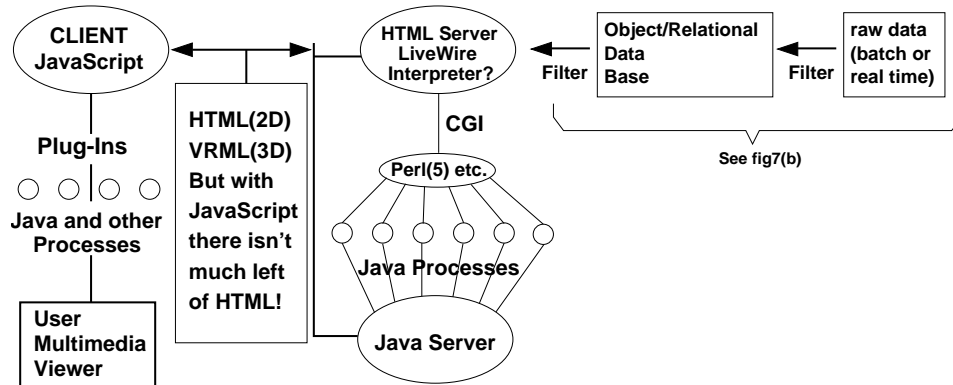 CLIENT
JavaScript
Plug-Ins
Java and other
Processes
User
Multimedia
Viewer
HTML(2D)
VRML(3D)
But with
JavaScript
there isn't
much left
of HTML!
HTML Server
LiveWire
Interpreter?
CGI
Perl(5) etc.
Java Processes
Java Server
Filter
Object/Relational
Data
Base
Filter
raw data
(batch or
real time)
See fig7(b)